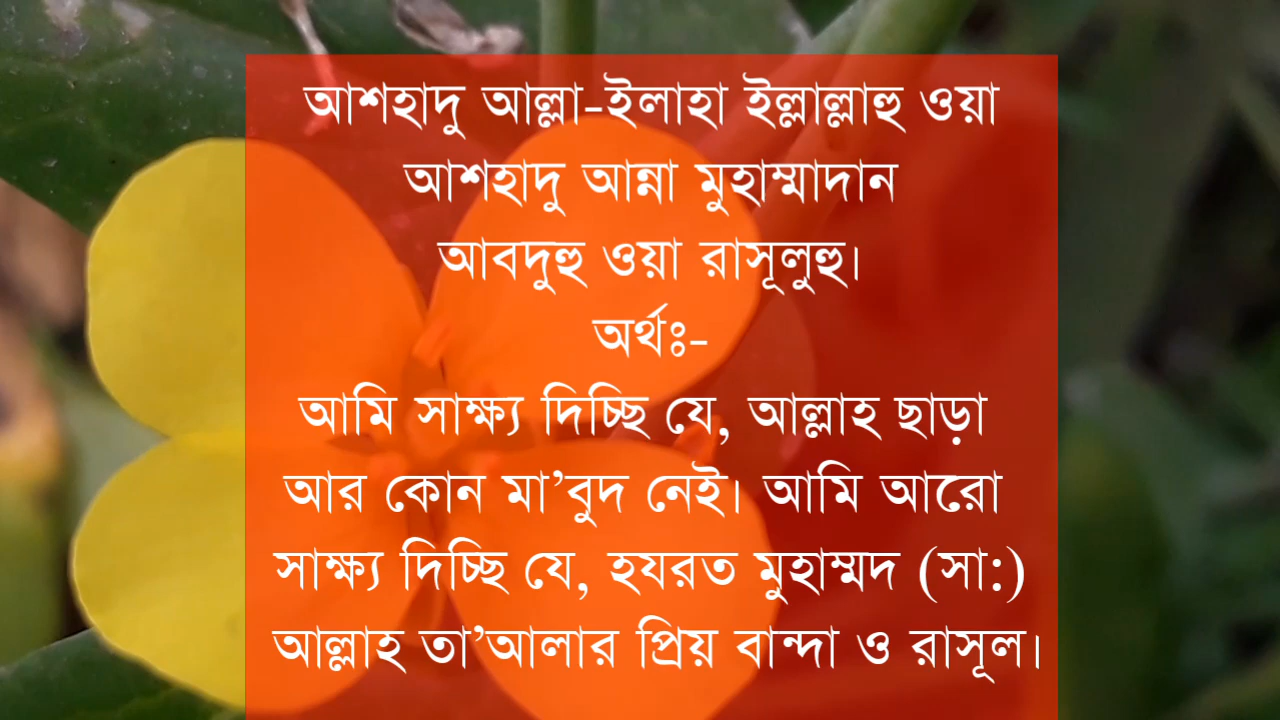 আশহাদু আল্লা-ইলাহা ইল্লাল্লাহু ওয়া
আশহাদু আন্না মুহাম্মাদান
আবদুহু ওয়া রাসূলুহু।
অর্থঃ-
আমি সাক্ষ্য দিচ্ছি যে, আল্লাহ ছাড়া
আর কোন মা’বুদ নেই। আমি আরো
সাক্ষ্য দিচ্ছি যে, হযরত মুহাম্মদ (সা:)
আল্লাহ তা’আলার প্রিয় বান্দা ও রাসূল।